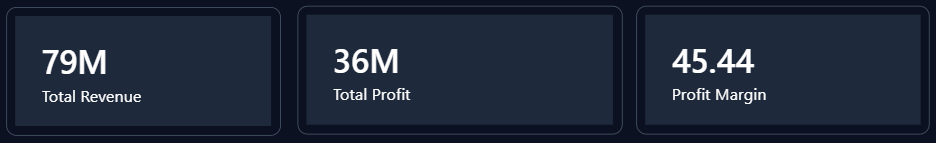 79M
Total Revenue
36M
Total Profit
45.44
Profit Margin